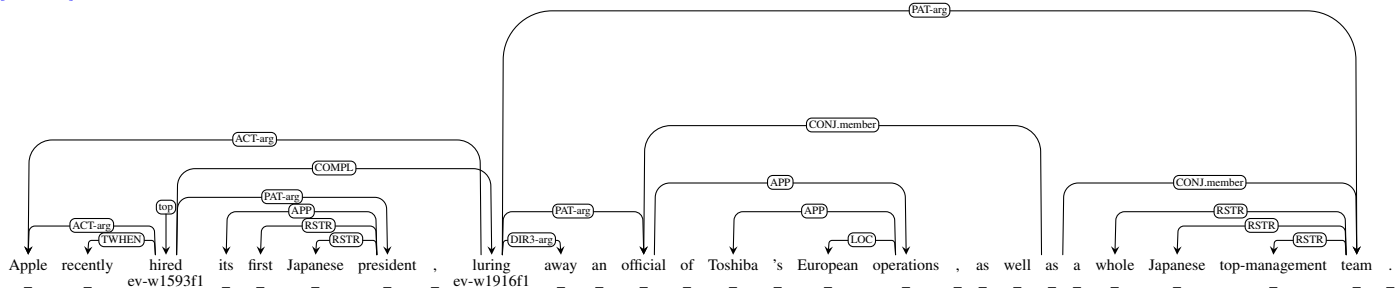 PAT-arg
ACT-arg
CONJ.member
COMPL
PAT-arg
APP
CONJ.member
top
APP
PAT-arg
APP
RSTR
ACT-arg
RSTR
RSTR
TWHEN
RSTR
DIR3-arg
LOC
RSTR
Apple recently hired its first Japanese president , luring away an official of Toshiba 's European operations , as well as a whole Japanese top-management team .
_ _ ev-w1593f1 _ _ _ _ _ ev-w1916f1 _ _ _ _ _ _ _ _ _ _ _ _ _ _ _ _ _ _